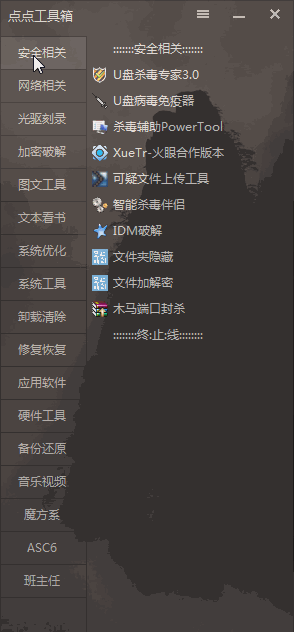 点点工具箱
安全相关
网络相关
光驱刻录
加密破解
图文工具
文本看书
系统优化
系统工具
卸载清除
修复恢复
应用软件
硬件工具
备份还原
音乐视频
魔方系
ASC6
班主任
:::::::安全相关:::::::
U盘杀毒专家3.0
U盘病毒免疫器
杀毒辅助PowerTool
XueTr-火眼合作版本
可疑文件上传工具
智能杀毒伴侣
IDM破解
文件夹隐藏
文件加解密
木马端口封杀
::::::::终:止:线::::::::